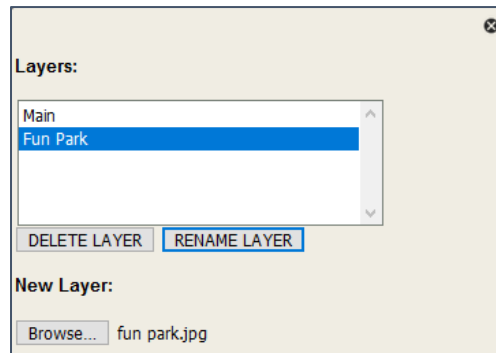 Layers:
Main
Fun Park
DELETE LAYER RENAME LAYER
New Layer:
Browse... fun park.jpg